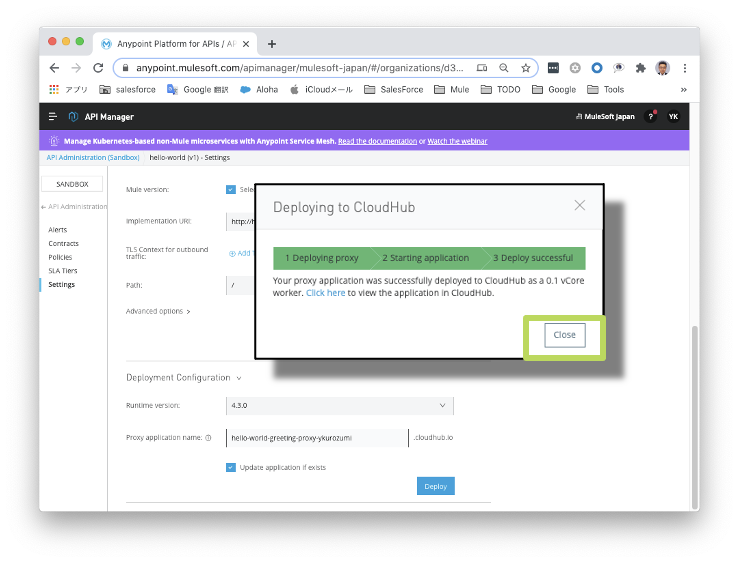 Anypoint Platform for APIs / AP
anypoint.mulesoft.com/apimanager/mulesoft-japan/#/organizations/d3...
アプリ salesforce Google 翻訳 Aloha iCloudメール SalesForce Mule TODO Google Tools »
API Manager MuleSoft Japan ? YK
Manage Kubernetes-based non-Mule microservices with Anypoint Service Mesh. Read the documentation or Watch the webinar
API Administration (Sandbox) hello-world (v1) - Settings
SANDBOX
← API Administration
Alerts
Contracts
Policies
SLA Tiers
Settings
Mule version: Sele
Implementation URI: http://h
TLS Context for outbound
traffic:
Add
Path: /
Advanced options >
Deploying to CloudHub
1 Deploying proxy 2 Starting application 3 Deploy successful
Your proxy application was successfully deployed to CloudHub as a 0.1 vCore
worker. Click here to view the application in CloudHub.
Close
Deployment Configuration
Runtime version: 4.3.0
Proxy application name: hello-world-greeting-proxy-ykurozumi .cloudhub.io
Update application if exists
Deploy